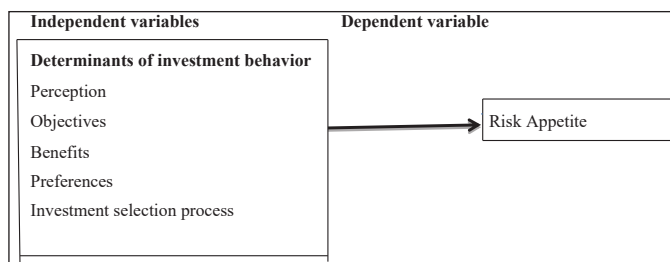 Independent variables Dependent variable
Determinants of investment behavior
Perception
Objectives
Benefits
Preferences
Investment selection process
Risk Appetite